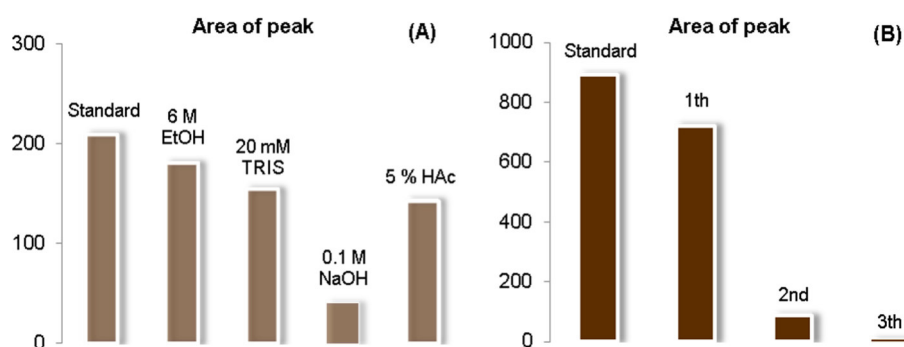 Area of peak
(A)
300
200
100
0
Standard
6 M
EtOH
20 mM
TRIS
0.1 M
NaOH
5 % HAc
Area of peak
(B)
1000
800
600
400
200
0
Standard
1th
2nd
3th